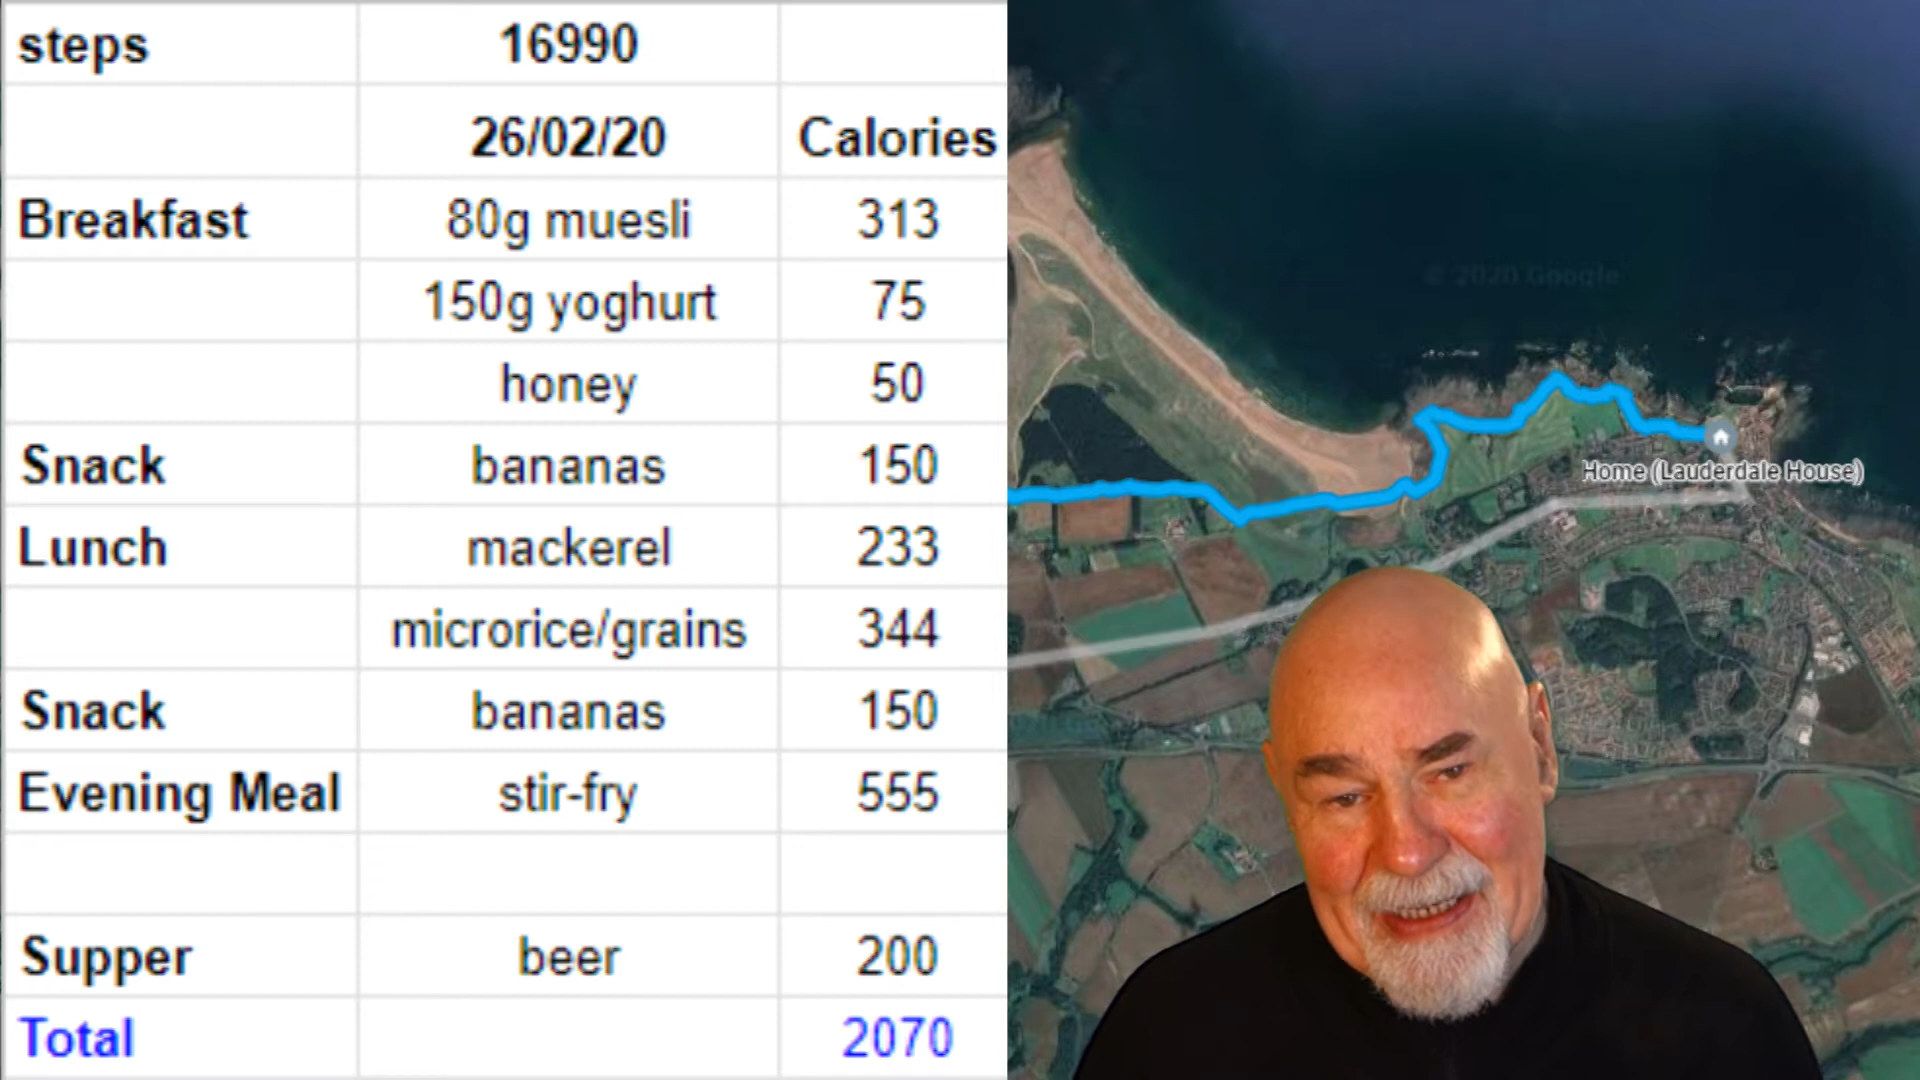 steps 16990
26/02/20 Calories
Breakfast 80g muesli 313
150g yoghurt 75
honey 50
Snack bananas 150
Lunch mackerel 233
microrice/grains 344
Snack bananas 150
Evening Meal stir-fry 555
Supper beer 200
Total 2070
© 2020 Google
Home (Lauderdale House)